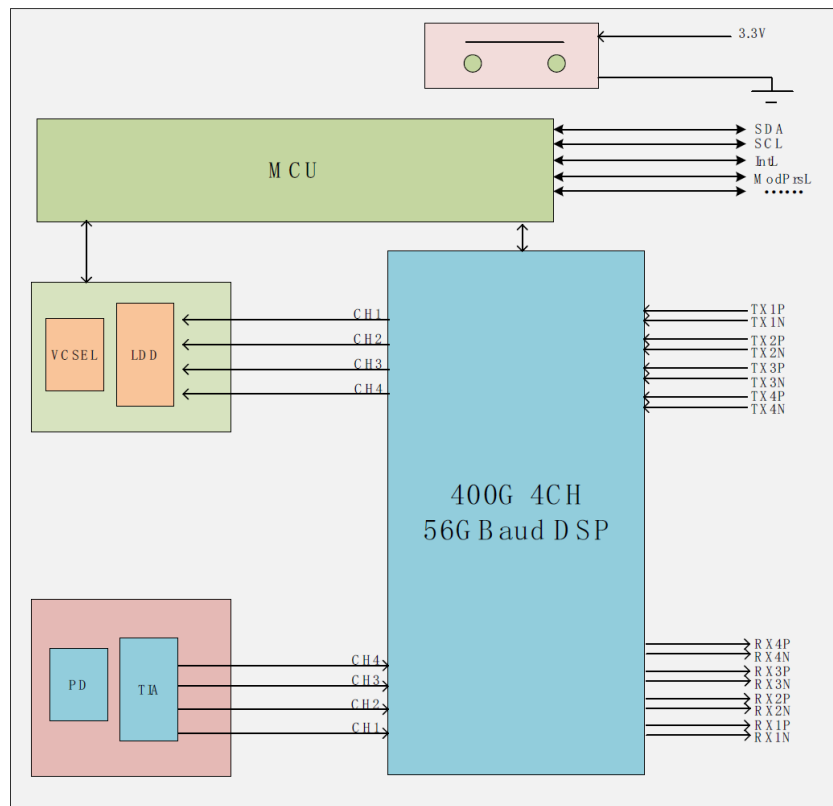 3.3V
MCU
SDA
SCL
IntL
ModPrsL
......
VCSEL
LDD
CH1
CH2
CH3
CH4
TX1P
TX1N
TX2P
TX2N
TX3P
TX3N
TX4P
TX4N
400G 4CH
56G Baud DSP
PD
TIA
CH4
CH3
CH2
CH1
RX4P
RX4N
RX3P
RX3N
RX2P
RX2N
RX1P
RX1N